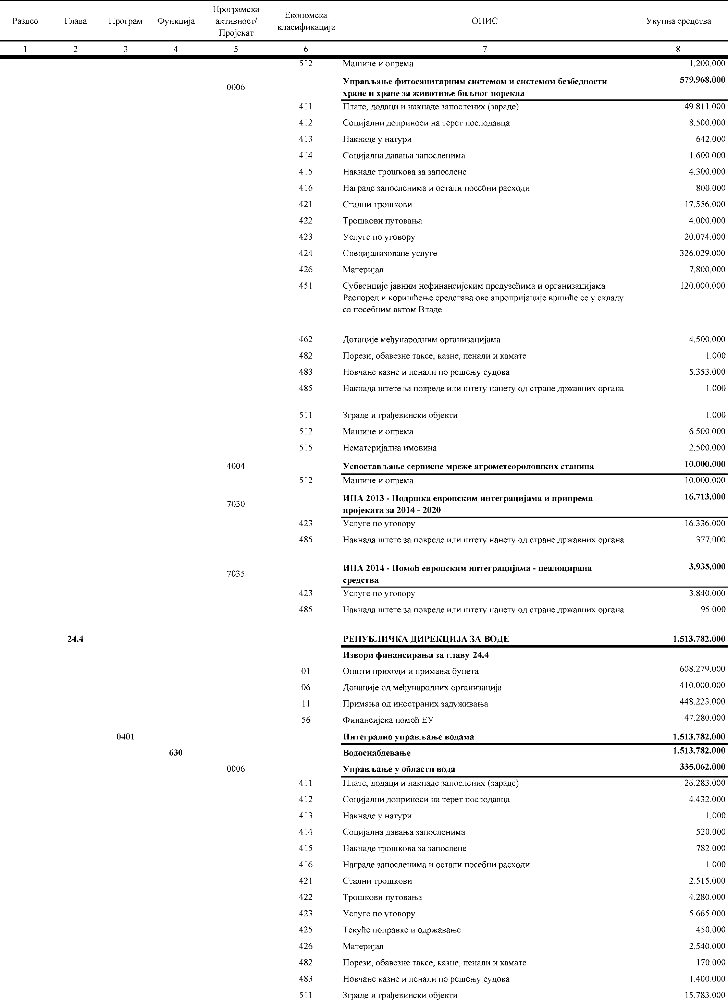 Раздео Глава Програм Функција Програмска активност/ Пројекат Економска класификација ОПИС Укупна средства
1 2 3 4 5 6 7 8
512 Машине и опрема 1.200.000
0006 Управљање фитосанитарним системом и системом безбедности 579.968.000
хране и хране за животиње биљног порекла
411 Плате, додаци и накнаде запослених (зараде) 49.811.000
412 Социјални доприноси на терет послодавца 8.500.000
413 Накнаде у натури 642.000
414 Социјална давања запосленима 1.600.000
415 Накнаде трошкова за запослене 4.300.000
416 Награде запосленима и остали посебни расходи 800.000
421 Стални трошкови 17.556.000
422 Трошкови путовања 4.000.000
423 Услуге по уговору 20.074.000
424 Специјализоване услуге 326.029.000
426 Материјал 7.800.000
451 Субвенције јавним нефинансијским предузећима и организацијама 120.000.000
Распоред и коришћење средстава ове апропријације вршиће се у складу
са посебним актом Владе
462 Дотације међународним организацијама 4.500.000
482 Порези, обавезне таксе, казне, пенали и камате 1.000
483 Новчане казне и пенали по решењу судова 5.353.000
485 Накнада штете за повреде или штету нанету од стране државних органа 1.000
511 Зграде и грађевински објекти 1.000
512 Машине и опрема 6.500.000
515 Нематеријална имовина 2.500.000
4004 Успостављање сервисне мреже агрометеоролошких станица 10.000.000
512 Машине и опрема 10.000.000
7030 ИПА 2013 - Подршка европским интеграцијама и припрема 16.713.000
пројеката за 2014 - 2020
423 Услуге по уговору 16.336.000
485 Накнада штете за повреде или штету нанету од стране државних органа 377.000
7035 ИПА 2014 - Помоћ европским интеграцијама - неалоцирана 3.935.000
средства
423 Услуге по уговору 3.840.000
485 Накнада штете за повреде или штету нанету од стране државних органа 95.000
24.4 РЕПУБЛИЧКА ДИРЕКЦИЈА ЗА ВОДЕ 1.513.782.000
Извори финансирања за главу 24.4
01 Општи приходи и примања буџета 608.279.000
06 Донације од међународних организација 410.000.000
11 Примања од иностраних задуживања 448.223.000
56 Финансијска помоћ ЕУ 47.280.000
0401 Интегрално управљање водама 1.513.782.000
630 Водоснабдевање 1.513.782.000
0006 Управљање у области вода 335.062.000
411 Плате, додаци и накнаде запослених (зараде) 26.283.000
412 Социјални доприноси на терет послодавца 4.432.000
413 Накнаде у натури 1.000
414 Социјална давања запосленима 520.000
415 Накнаде трошкова за запослене 782.000
416 Награде запосленима и остали посебни расходи 1.000
421 Стални трошкови 2.515.000
422 Трошкови путовања 4.280.000
423 Услуге по уговору 5.665.000
425 Текуће поправке и одржавање 450.000
426 Материјал 2.540.000
482 Порези, обавезне таксе, казне, пенали и камате 170.000
483 Новчане казне и пенали по решењу судова 1.400.000
511 Зграде и грађевински објекти 15.783.000